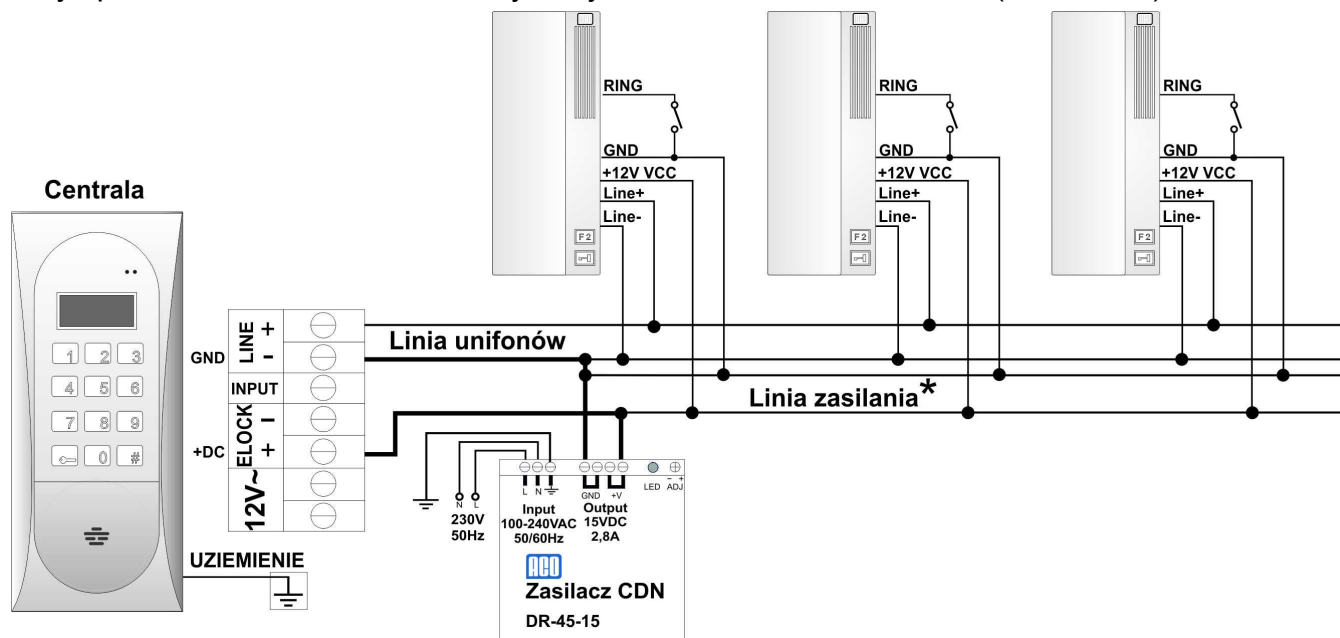 RING
GND
+12V VCC
Line+
Line-
F2
RING
GND
+12V VCC
Line+
Line-
F2
RING
GND
+12V VCC
Line+
Line-
F2
Centrala
1 2 3
4 5 6
7 8 9
0 #
GND
+DC
LINE + -
INPUT
ELOCK - +
12V~
UZIEMIENIE
Linia unifonów
Linia zasilania*
N L
230V
50Hz
L N
GND +V
LED
- +
ADJ
Input
100-240VAC
50/60Hz
Output
15VDC
2,8A
ACO
Zasilacz CDN
DR-45-15